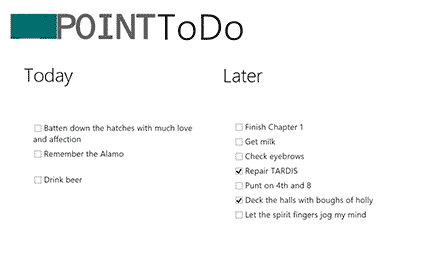 POINTToDo
Today
Later
Batten down the hatches with much love
and affection
Remember the Alamo
Drink beer
Finish Chapter 1
Get milk
Check eyebrows
Repair TARDIS
Punt on 4th and 8
Deck the halls with boughs of holly
Let the spirit fingers jog my mind